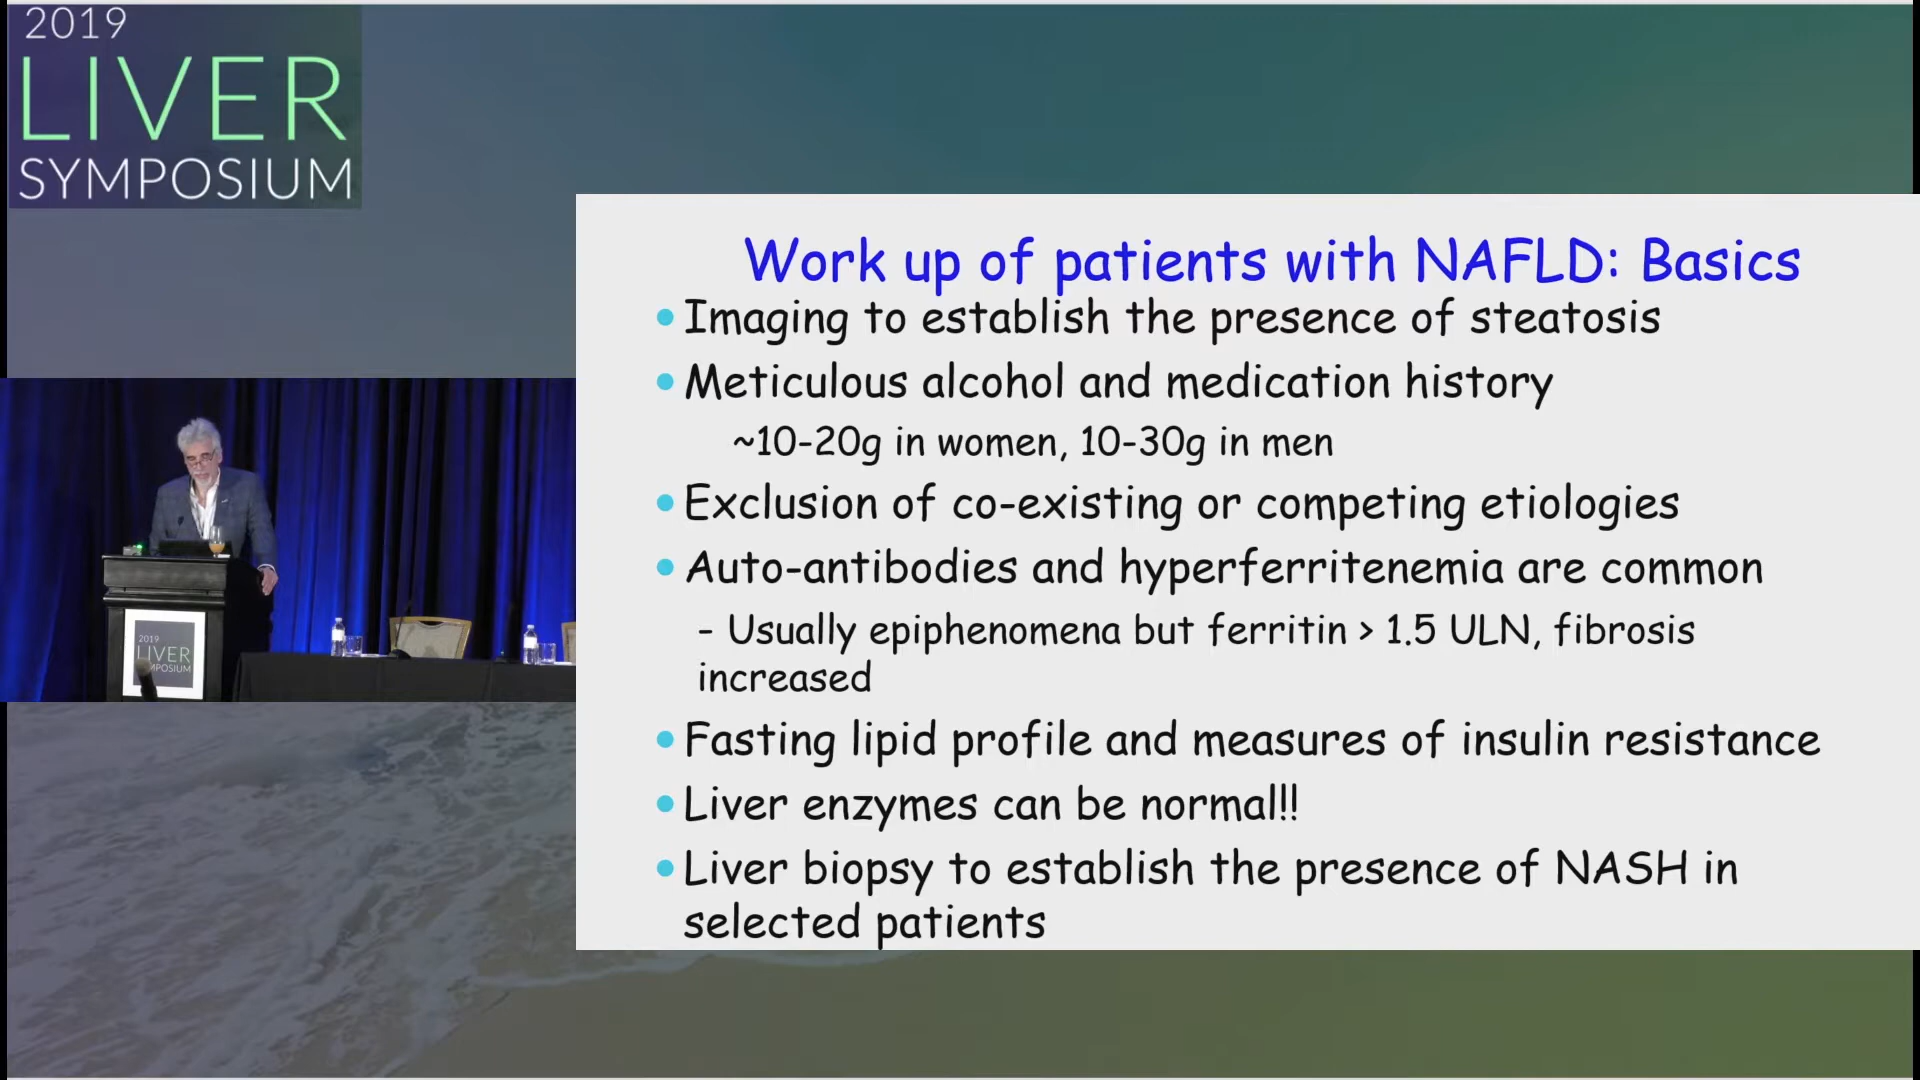 2019
LIVER
SYMPOSIUM
Work up of patients with NAFLD: Basics
• Imaging to establish the presence of steatosis
• Meticulous alcohol and medication history
~10-20g in women, 10-30g in men
• Exclusion of co-existing or competing etiologies
• Auto-antibodies and hyperferritenemia are common
- Usually epiphenomena but ferritin > 1.5 ULN, fibrosis
increased
• Fasting lipid profile and measures of insulin resistance
• Liver enzymes can be normal!!
• Liver biopsy to establish the presence of NASH in
selected patients
2019
LIVER